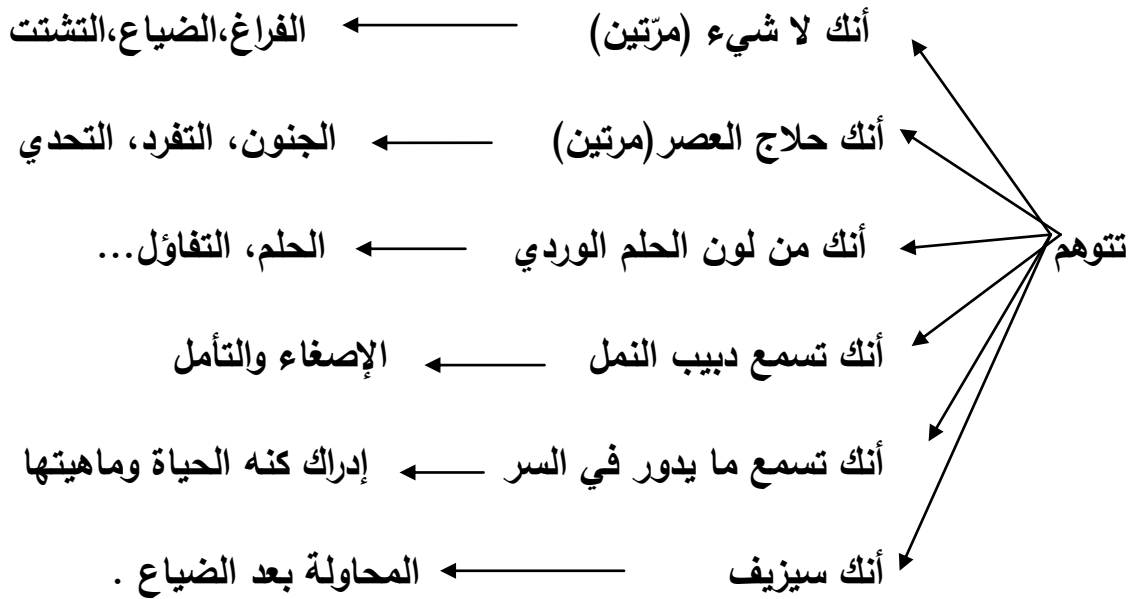 أنك لا شيء (مرّتين) الفراغ،الضياع،التشتت
أنك حلاج العصر(مرتين) الجنون، التفرد، التحدي
تتوهم أنك من لون الحلم الوردي الحلم، التفاؤل...
أنك تسمع دبيب النمل الإصغاء والتأمل
أنك تسمع ما يدور في السر إدراك كنه الحياة وماهيتها
أنك سيزيف المحاولة بعد الضياع .